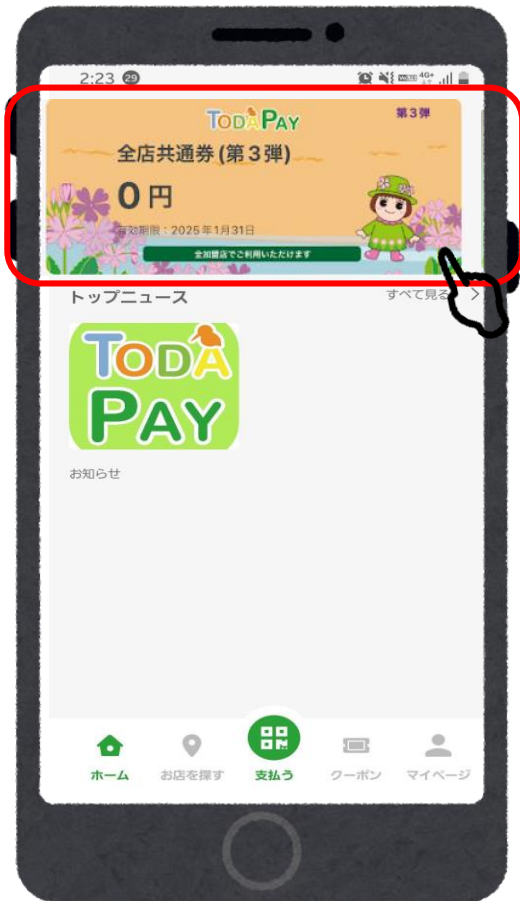 2:23 29 4G+
TODAPAY 第3弾
全店共通券(第3弾)
0円
有効期限:2025年1月31日
全加盟店でご利用いただけます
トップニュース すべて見る
TODA
PAY
お知らせ
ホーム お店を探す 支払う クーポン マイページ